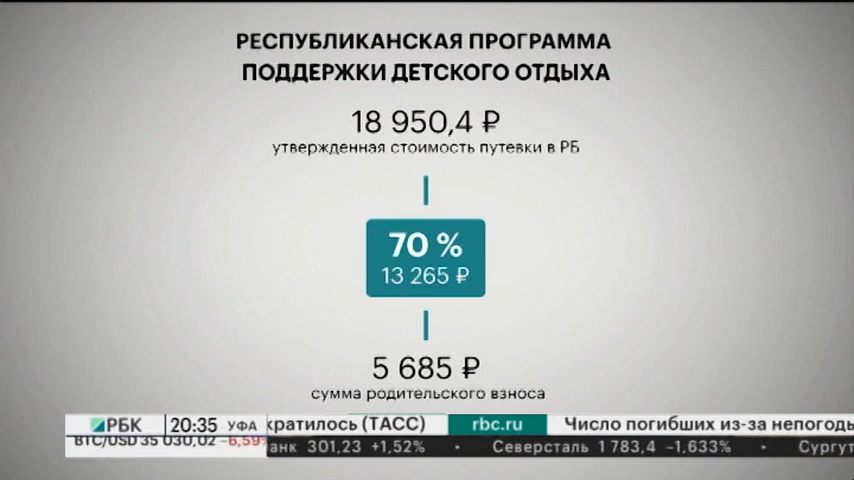 РЕСПУБЛИКАНСКАЯ ПРОГРАММА
ПОДДЕРЖКИ ДЕТСКОГО ОТДЫХА
18 950,4 ₽
утвержденная стоимость путевки в РБ
70 %
13 265 ₽
5 685 ₽
сумма родительского взноса
РБК 20:35 УФА кратилось (ТАСС) rbc.ru Число погибших из-за непогоды
BTC/USD 35 030,02 -6,59% анк 301,23 +1,52% • Северсталь 1 783,4 -1,633% • Сургут